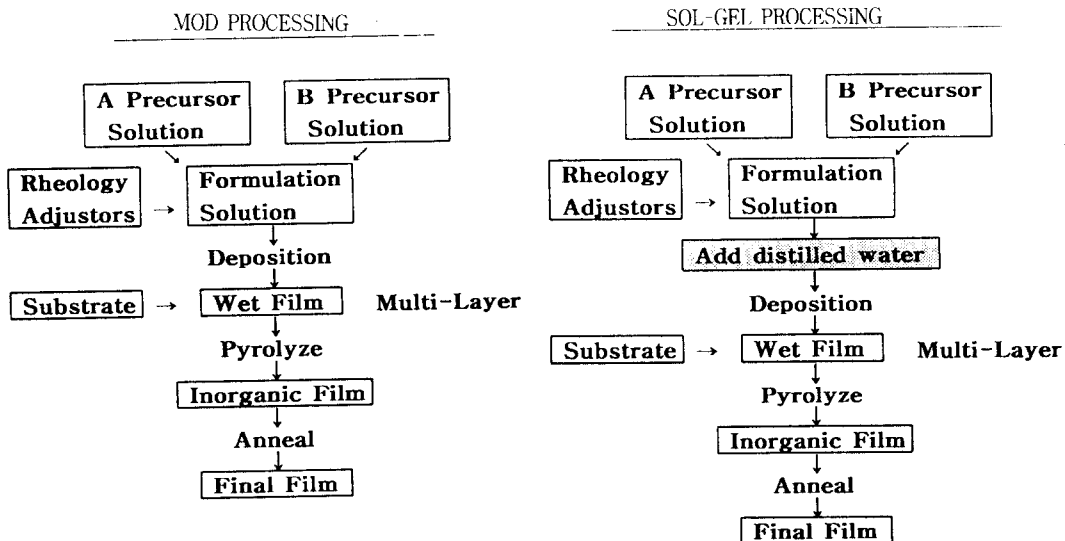 MOD PROCESSING
A Precursor
Solution
B Precursor
Solution
Rheology
Adjustors
Formulation
Solution
Deposition
Substrate
Wet Film
Multi-Layer
Pyrolyze
Inorganic Film
Anneal
Final Film
SOL-GEL PROCESSING
A Precursor
Solution
B Precursor
Solution
Rheology
Adjustors
Formulation
Solution
Add distilled water
Deposition
Substrate
Wet Film
Multi-Layer
Pyrolyze
Inorganic Film
Anneal
Final Film